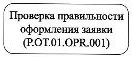 Проверка правильности
оформления заявки
(P.OT.01.OPR.001)